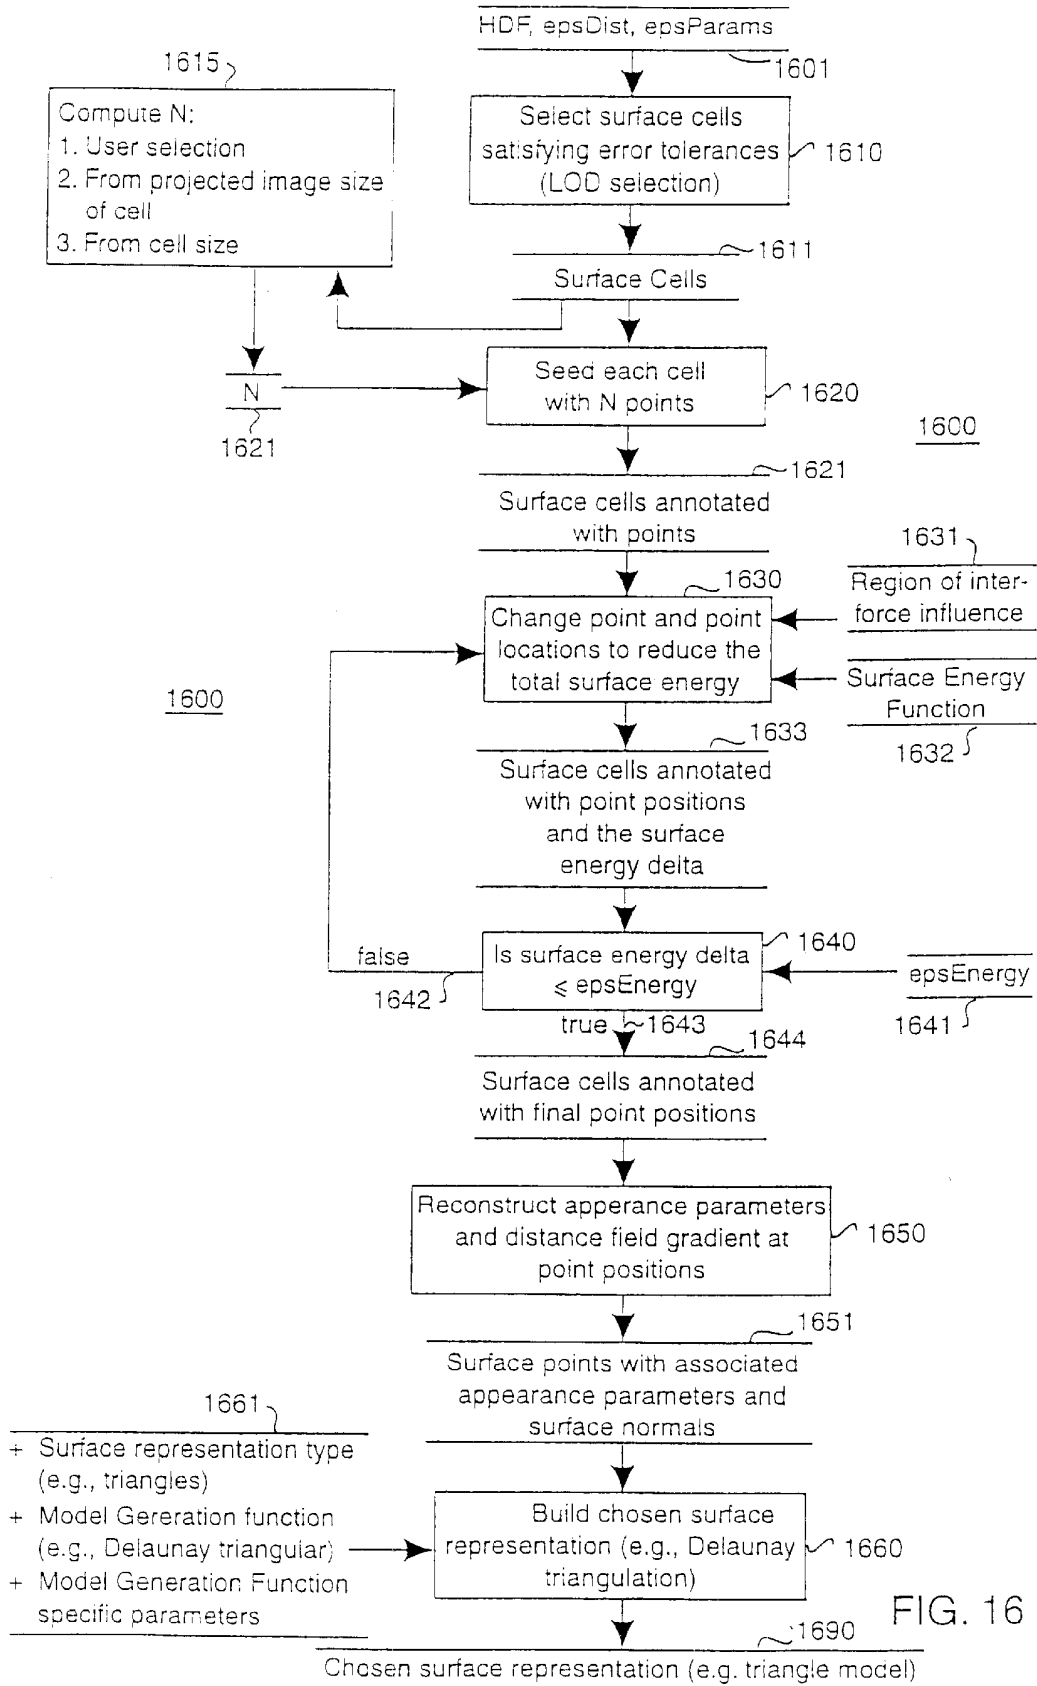 HDF, epsDist, epsParams
1601
1615
Compute N:
1. User selection
2. From projected image size
of cell
3. From cell size
Select surface cells
satisfying error tolerances
(LOD selection)
1610
1611
Surface Cells
N
1621
Seed each cell
with N points
1620
1600
1621
Surface cells annotated
with points
1631
Region of inter-
force influence
1630
Change point and point
locations to reduce the
total surface energy
Surface Energy
Function
1632
1600
1633
Surface cells annotated
with point positions
and the surface
energy delta
1640
Is surface energy delta
⩽ epsEnergy
false
1642
epsEnergy
1641
true
1643
1644
Surface cells annotated
with final point positions
Reconstruct apperance parameters
and distance field gradient at
point positions
1650
1651
Surface points with associated
appearance parameters and
surface normals
1661
+ Surface representation type
(e.g., triangles)
+ Model Gereration function
(e.g., Delaunay triangular)
+ Model Generation Function
specific parameters
Build chosen surface
representation (e.g., Delaunay
triangulation)
1660
FIG. 16
1690
Chosen surface representation (e.g. triangle model)